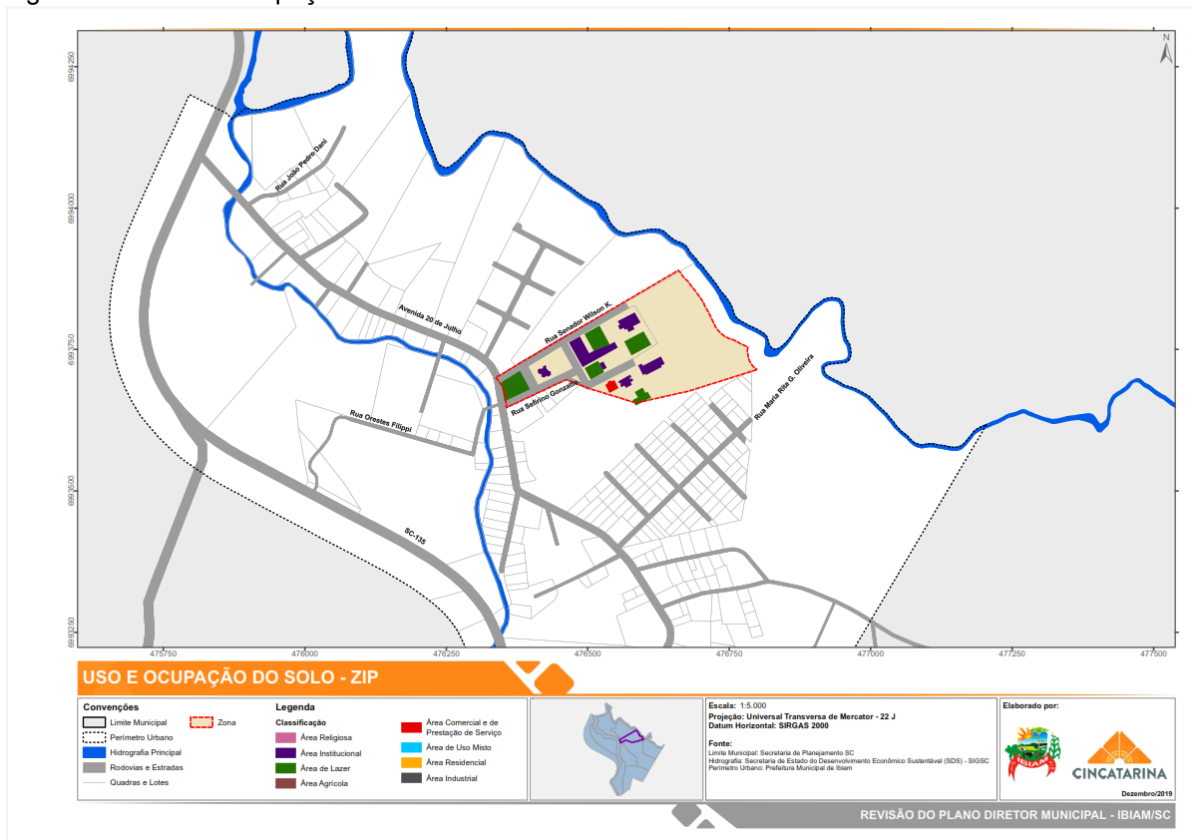 N
6994250
6994000
6993750
6993500
6993250
Rua João Pedro Dani
Avenida 20 de Julho
Rua Senador Wilson K.
Rua Sefirino Gonzatto
Rua Maria Rita G. Oliveira
Rua Orestes Filippi
SC-135
475750
476000
476250
476500
476750
477000
477250
477500
USO E OCUPAÇÃO DO SOLO - ZIP
Convenções
Limite Municipal
Zona
Perímetro Urbano
Hidrografia Principal
Rodovias e Estradas
Quadras e Lotes
Legenda
Classificação
Área Religiosa
Área Institucional
Área de Lazer
Área Agrícola
Área Comercial e de
Prestação de Serviço
Área de Uso Misto
Área Residencial
Área Industrial
Escala: 1:5.000
Projeção: Universal Transversa de Mercator - 22 J
Datum Horizontal: SIRGAS 2000
Fonte:
Limite Municipal: Secretaria de Planejamento SC
Hidrografia: Secretaria de Estado do Desenvolvimento Econômico Sustentável (SDS) - SIGSC
Perímetro Urbano: Prefeitura Municipal de Ibiam
Elaborado por:
IBIAM
CINCATARINA
Dezembro/2019
REVISÃO DO PLANO DIRETOR MUNICIPAL - IBIAM/SC